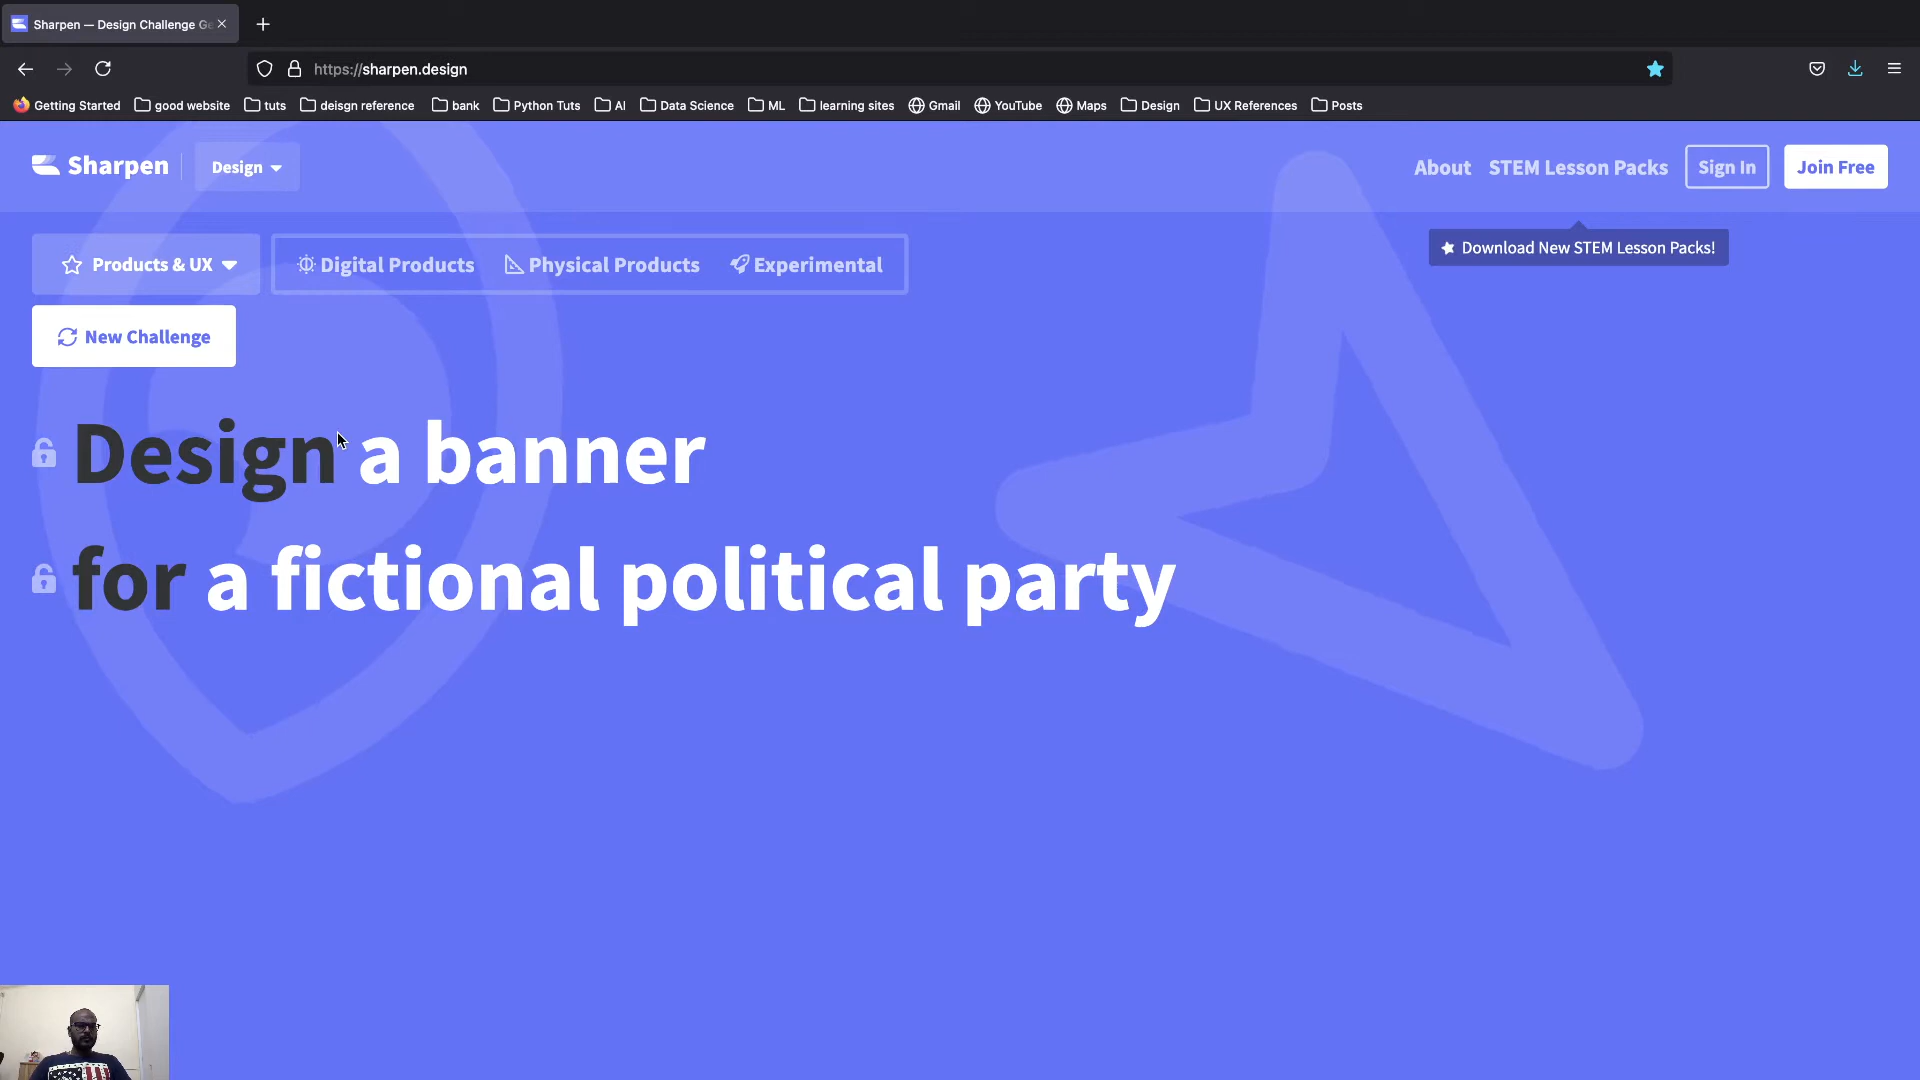 Sharpen — Design Challenge Ge
https://sharpen.design
Getting Started good website tuts deisgn reference bank Python Tuts AI Data Science ML learning sites Gmail YouTube Maps Design UX References Posts
Sharpen Design About STEM Lesson Packs Sign In Join Free
Products & UX Digital Products Physical Products Experimental
Download New STEM Lesson Packs!
New Challenge
Design a banner
for a fictional political party